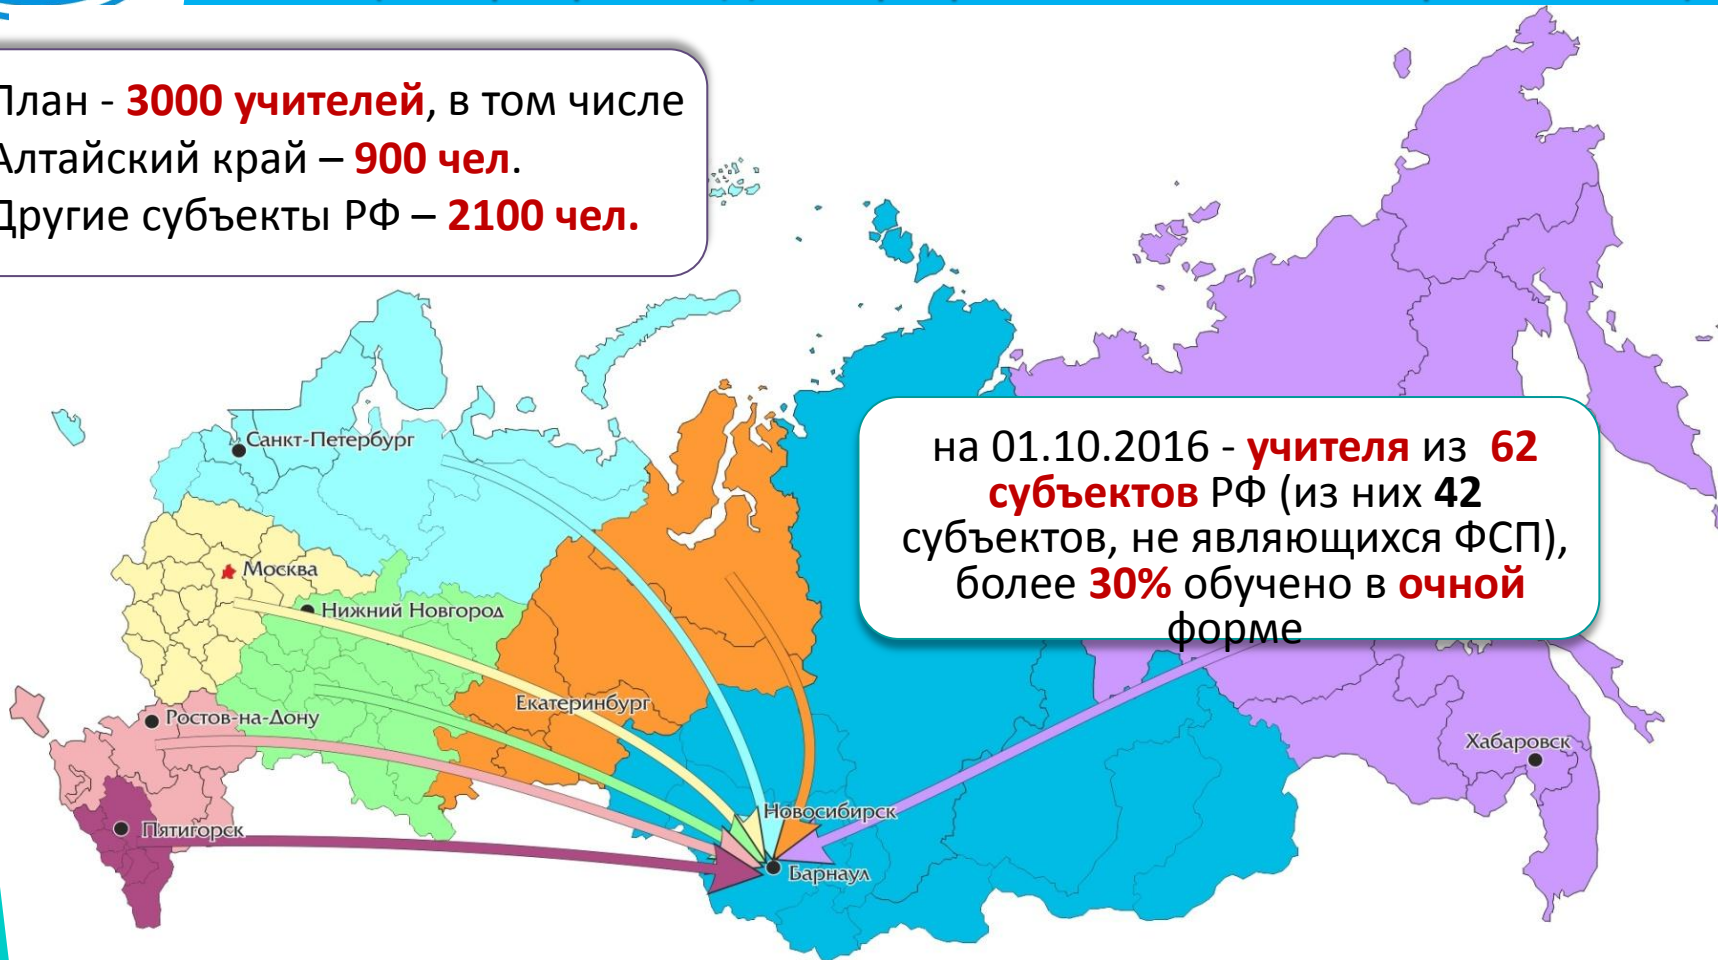 План - 3000 учителей, в том числе
Алтайский край – 900 чел.
Другие субъекты РФ – 2100 чел.
на 01.10.2016 - учителя из 62
субъектов РФ (из них 42
субъектов, не являющихся ФСП),
более 30% обучено в очной
форме
Санкт-Петербург
Москва
Нижний Новгород
Екатеринбург
Ростов-на-Дону
Хабаровск
Новосибирск
Пятигорск
Барнаул